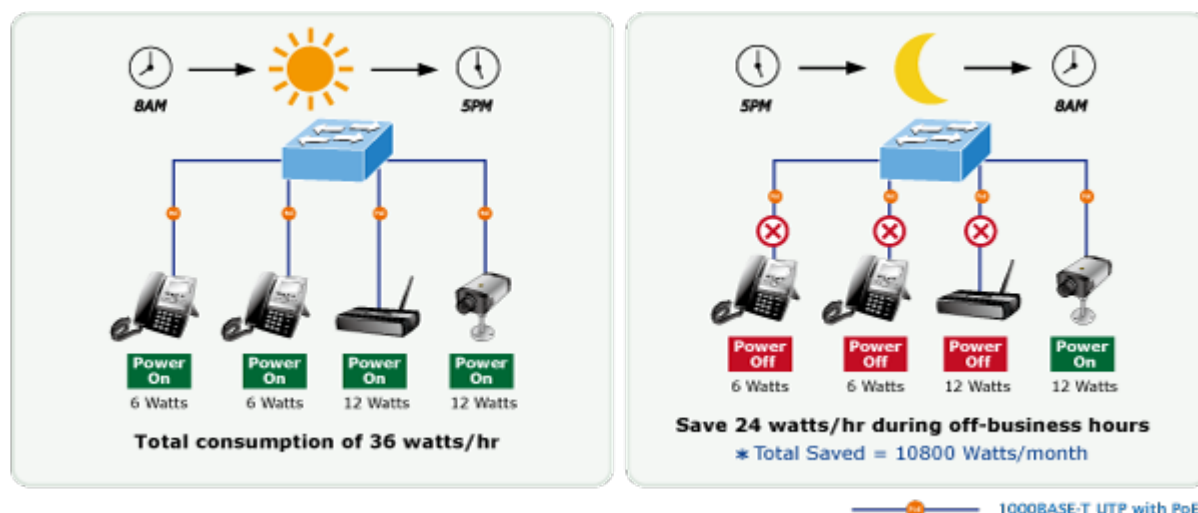 8AM
5PM
Power On
6 Watts
Power On
6 Watts
Power On
12 Watts
Power On
12 Watts
Total consumption of 36 watts/hr
5PM
8AM
Power Off
6 Watts
Power Off
6 Watts
Power Off
12 Watts
Power On
12 Watts
Save 24 watts/hr during off-business hours
* Total Saved = 10800 Watts/month
1000BASE-T UTP with PoE